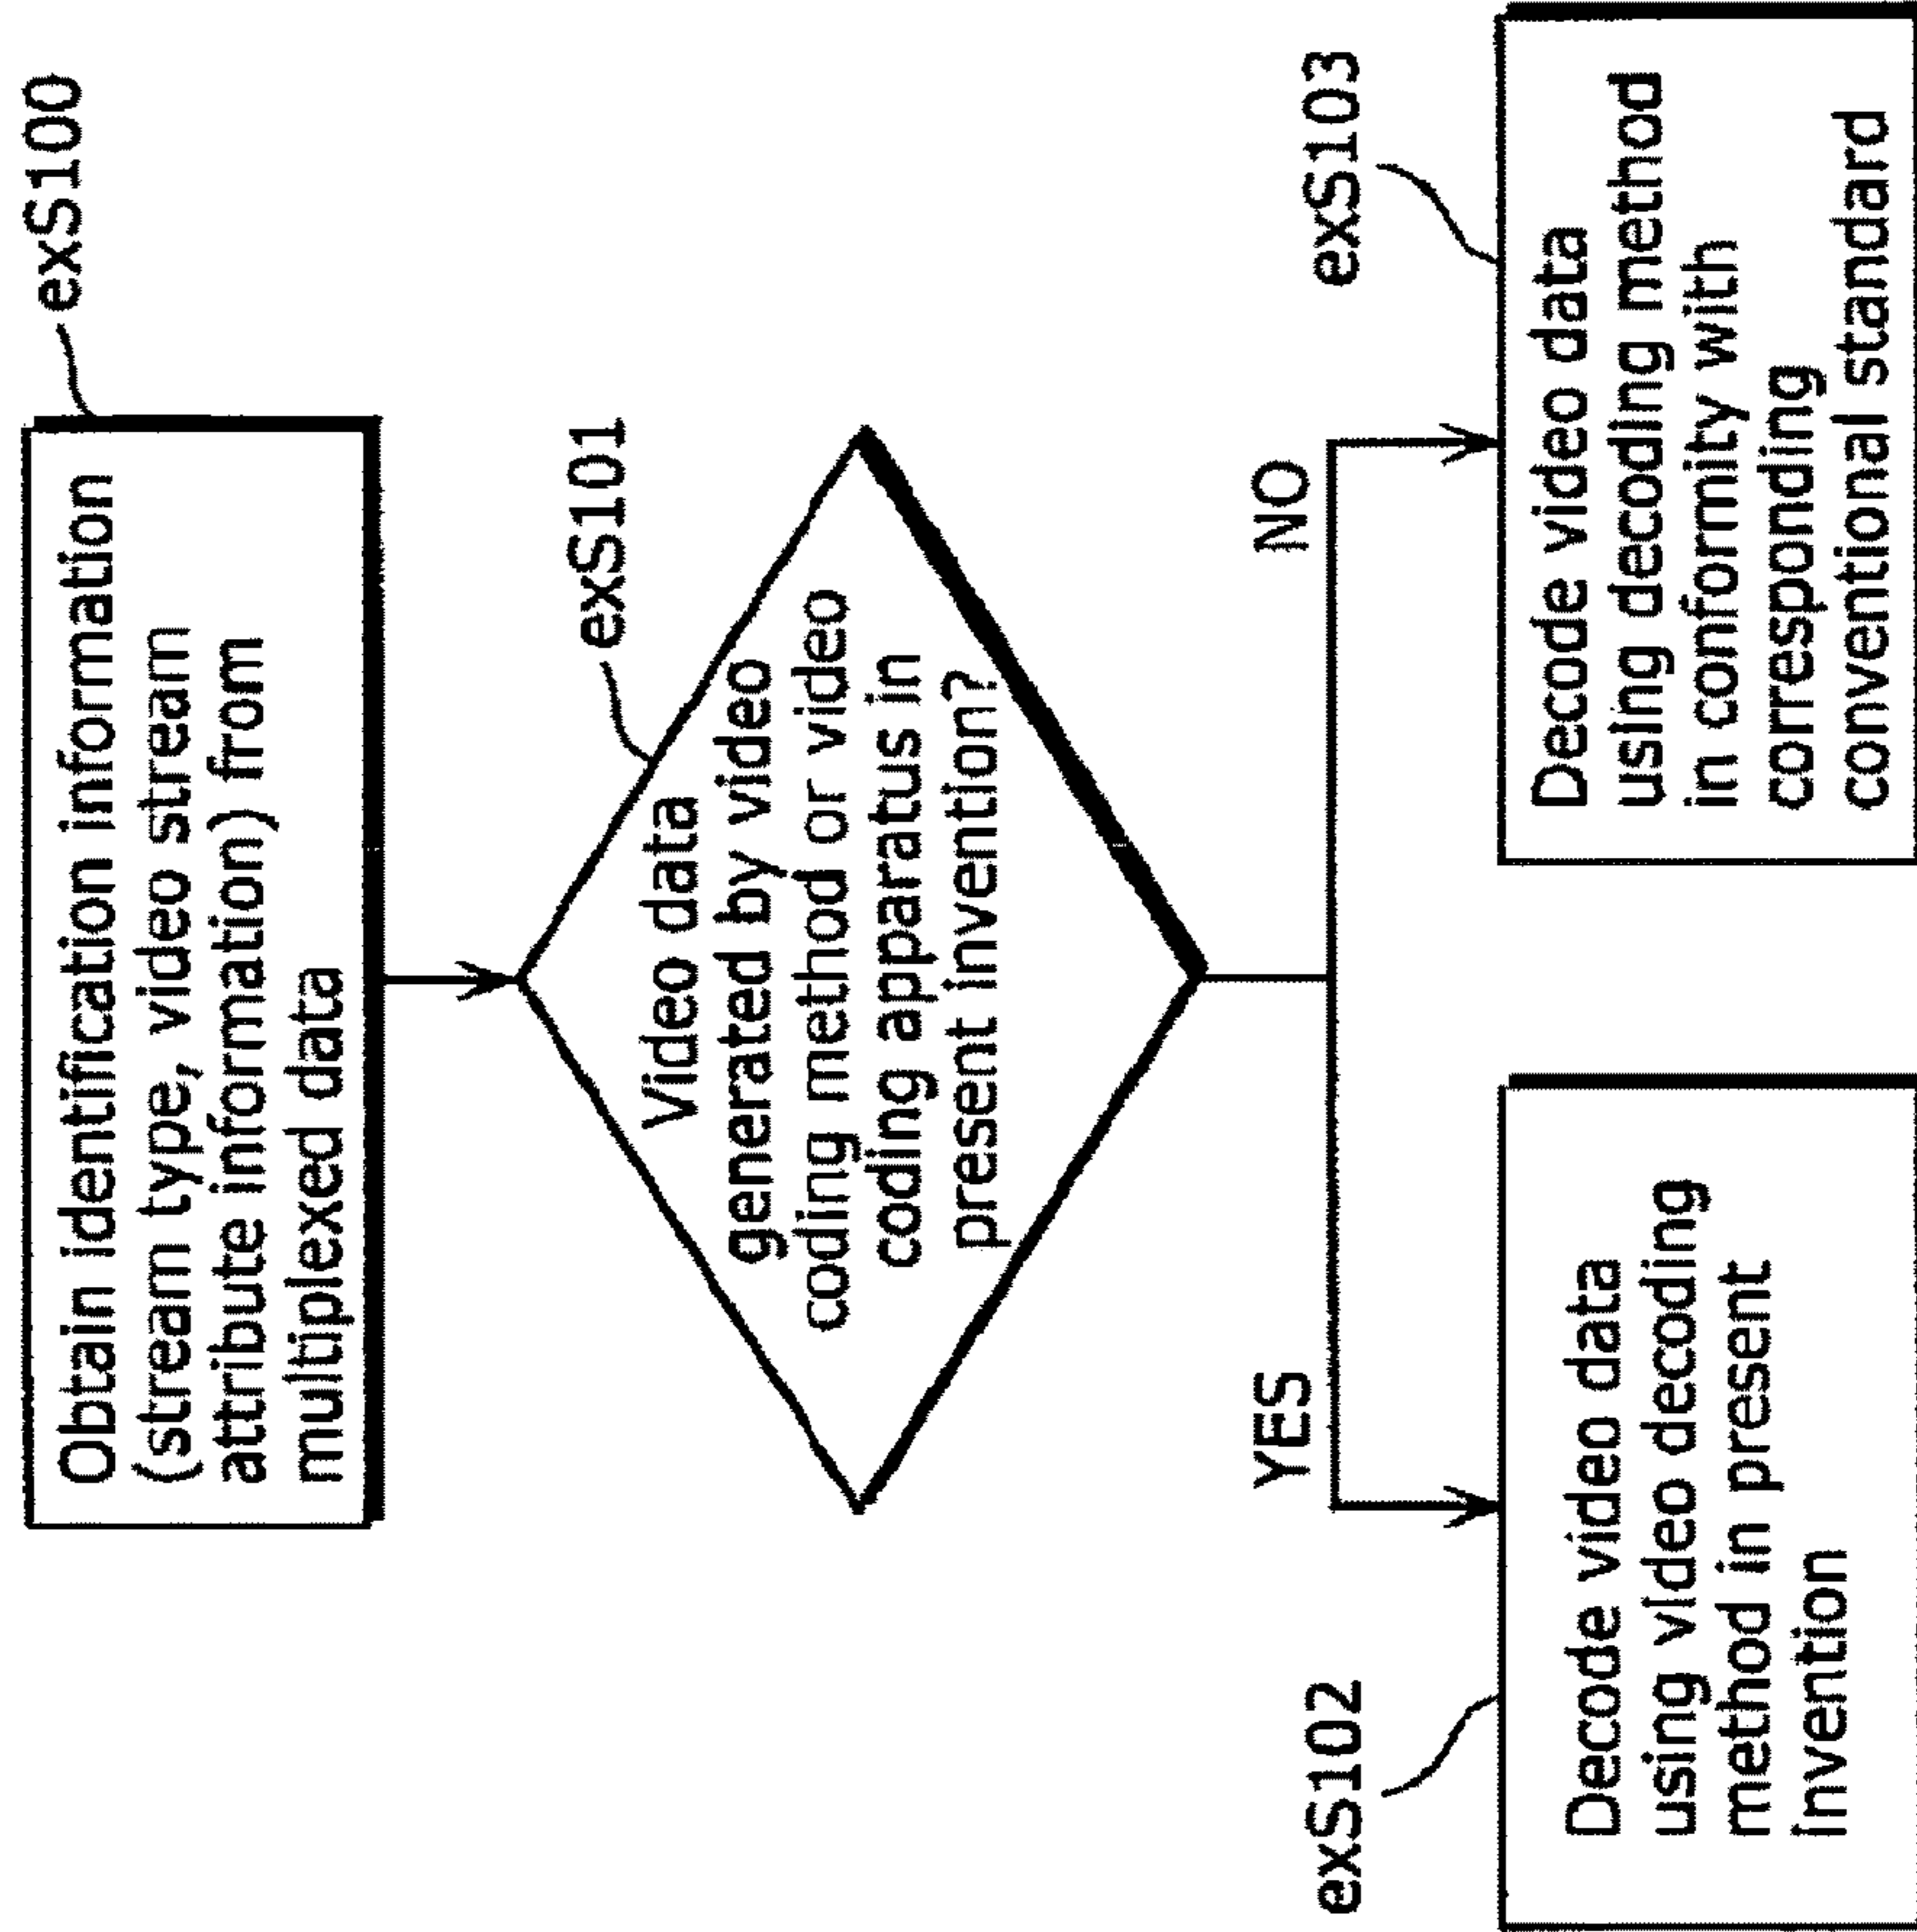 exS100
Obtain identification information
(stream type, video stream
attribute information) from
multiplexed data
exS101
Video data
generated by video
coding method or video
coding apparatus in
present invention?
YES
NO
exS102
exS103
Decode video data
using video decoding
method in present
invention
Decode video data
using decoding method
in conformity with
corresponding
conventional standard